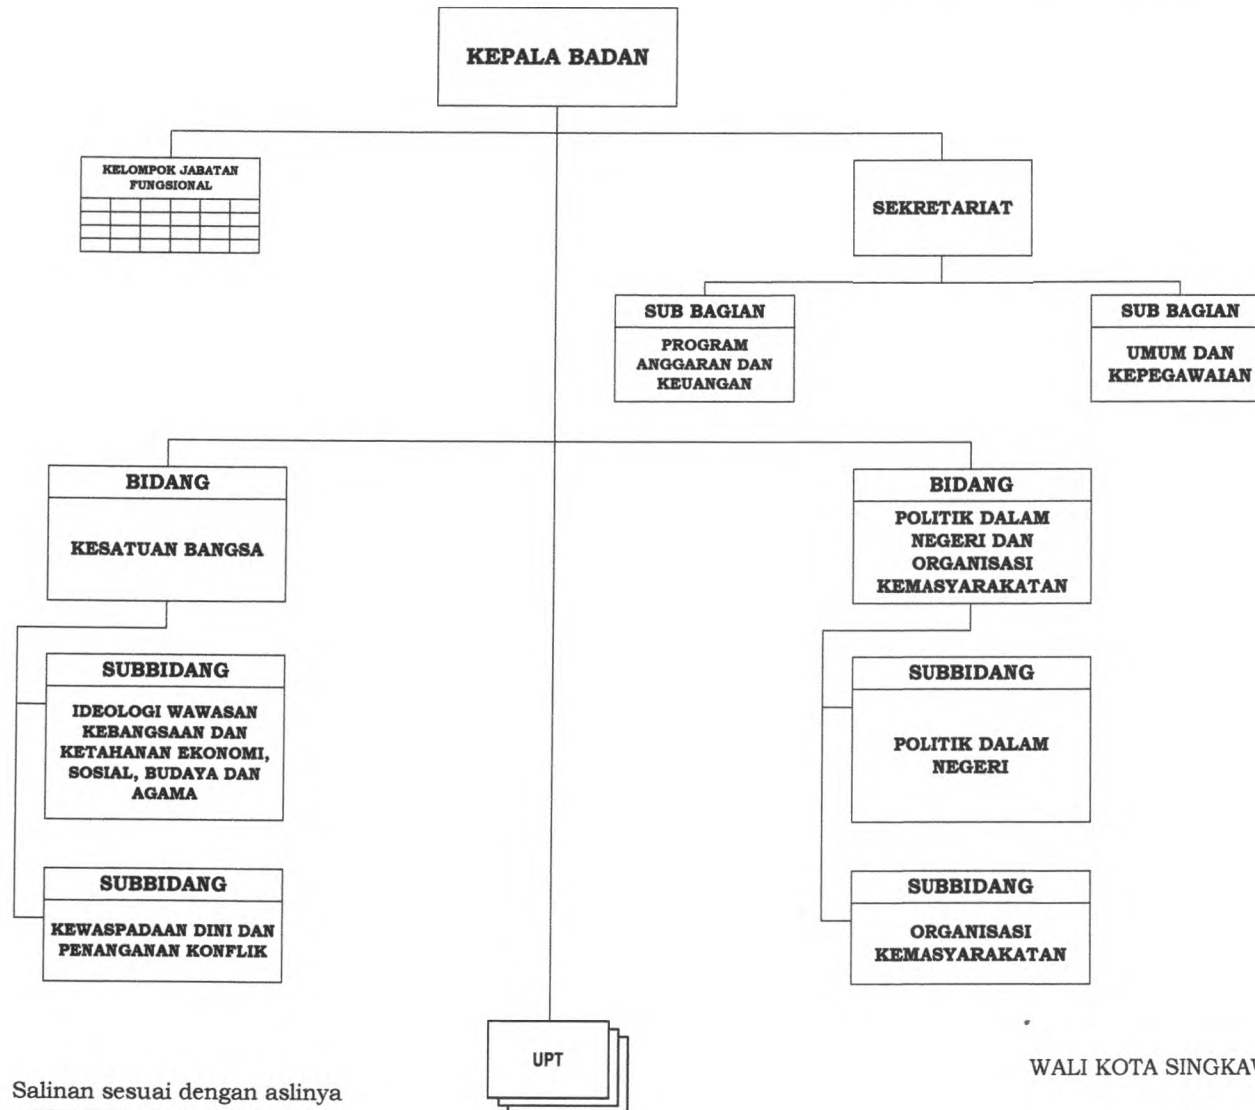 KEPALA BADAN
KELOMPOK JABATAN
FUNGSIONAL
SEKRETARIAT
SUB BAGIAN
PROGRAM
ANGGARAN DAN
KEUANGAN
SUB BAGIAN
UMUM DAN
KEPEGAWAIAN
BIDANG
KESATUAN BANGSA
BIDANG
POLITIK DALAM
NEGERI DAN
ORGANISASI
KEMASYARAKATAN
SUBBIDANG
IDEOLOGI WAWASAN
KEBANGSAAN DAN
KETAHANAN EKONOMI,
SOSIAL, BUDAYA DAN
AGAMA
SUBBIDANG
POLITIK DALAM
NEGERI
SUBBIDANG
KEWASPADAAN DINI DAN
PENANGANAN KONFLIK
SUBBIDANG
ORGANISASI
KEMASYARAKATAN
UPT
WALI KOTA
Salinan sesuai dengan aslinya